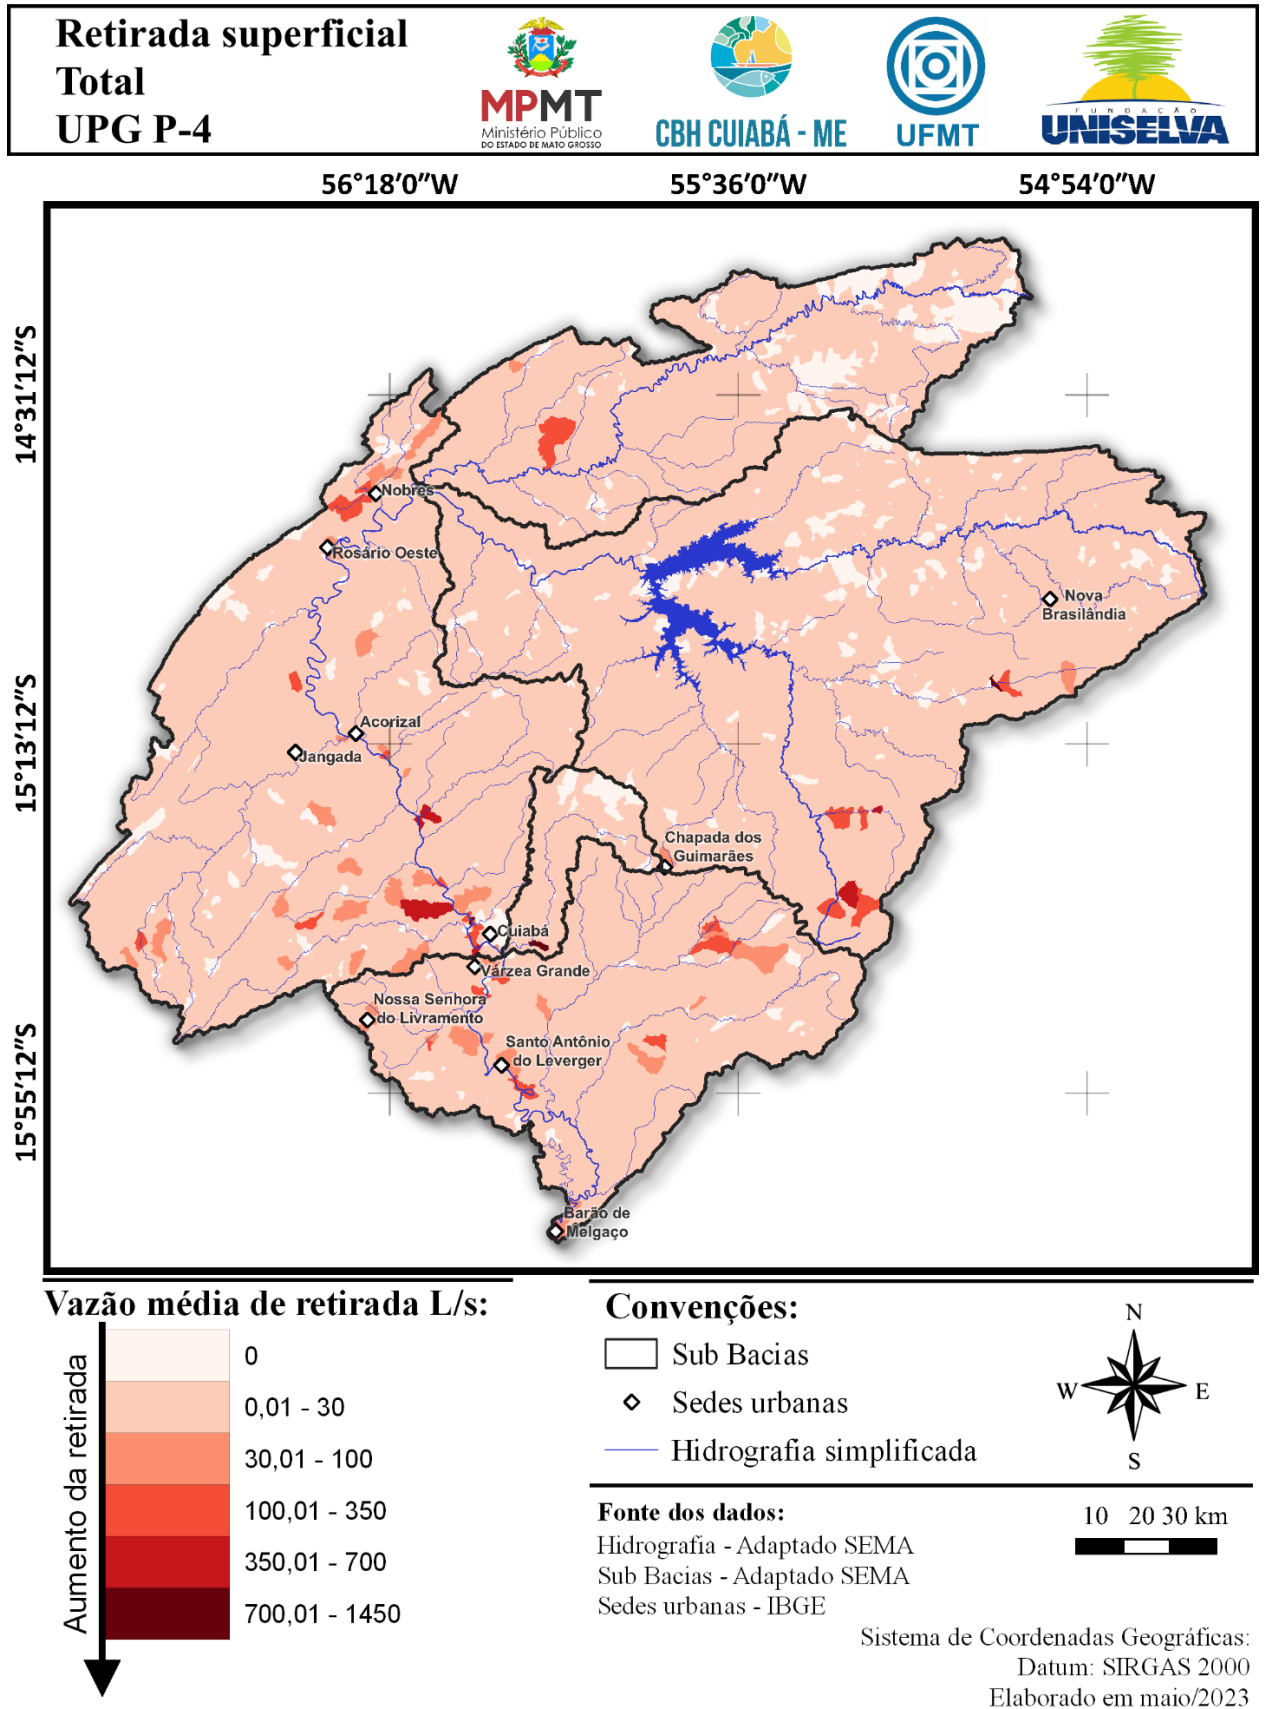 Retirada superficial
Total
UPG P-4
MPMT
Ministério Público
DO ESTADO DE MATO GROSSO
CBH CUIABÁ - ME
UFMT
FUNDAÇÃO
UNISELVA
56°18'0"W 55°36'0"W 54°54'0"W
14°31'12"S
15°13'12"S
15°55'12"S
Nobres
Rosário Oeste
Nova
Brasilândia
Acorizal
Jangada
Chapada dos
Guimarães
Cuiabá
Várzea Grande
Nossa Senhora
do Livramento
Santo Antônio
do Leverger
Barão de
Melgaço
Vazão média de retirada L/s:
Aumento da retirada
0
0,01 - 30
30,01 - 100
100,01 - 350
350,01 - 700
700,01 - 1450
Convenções:
Sub Bacias
Sedes urbanas
Hidrografia simplificada
N
W E
S
Fonte dos dados:
Hidrografia - Adaptado SEMA
Sub Bacias - Adaptado SEMA
Sedes urbanas - IBGE
10 20 30 km
Sistema de Coordenadas Geográficas:
Datum: SIRGAS 2000
Elaborado em maio/2023